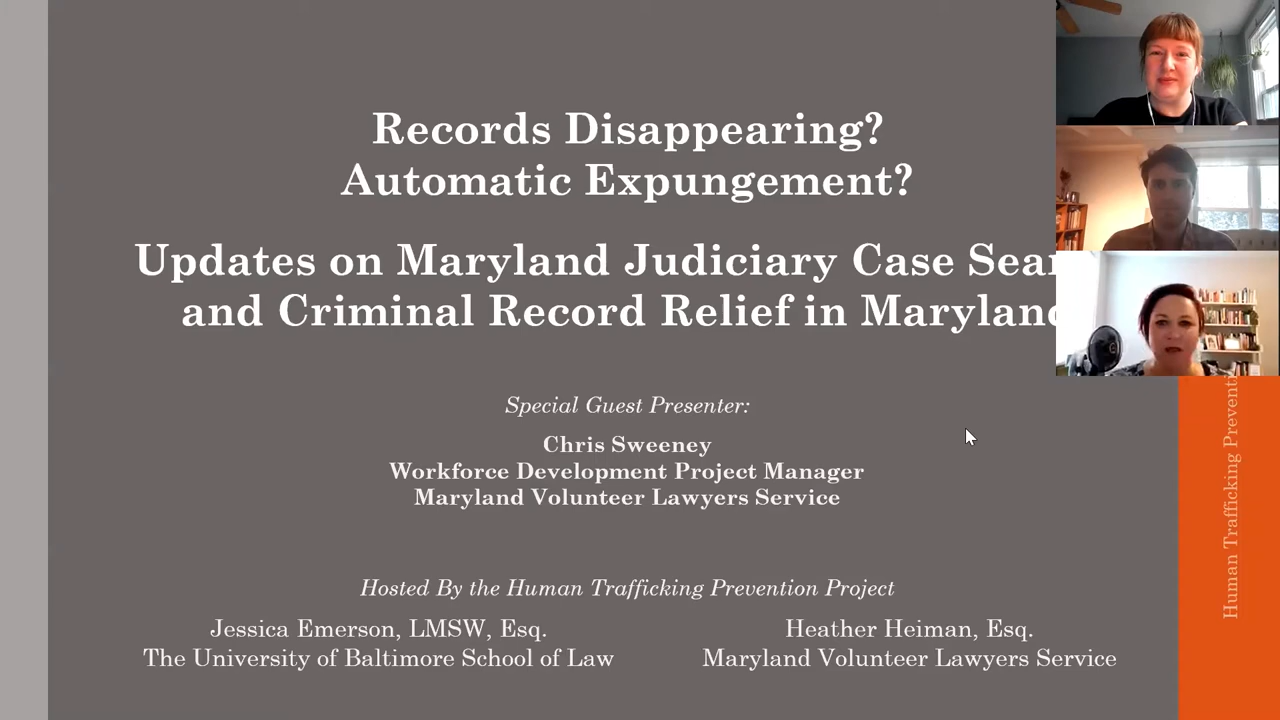 Records Disappearing?
Automatic Expungement?
Updates on Maryland Judiciary Case Sear
and Criminal Record Relief in Maryland
Special Guest Presenter:
Chris Sweeney
Workforce Development Project Manager
Maryland Volunteer Lawyers Service
Hosted By the Human Trafficking Prevention Project
Jessica Emerson, LMSW, Esq.
The University of Baltimore School of Law
Heather Heiman, Esq.
Maryland Volunteer Lawyers Service
Human Trafficking Preventi